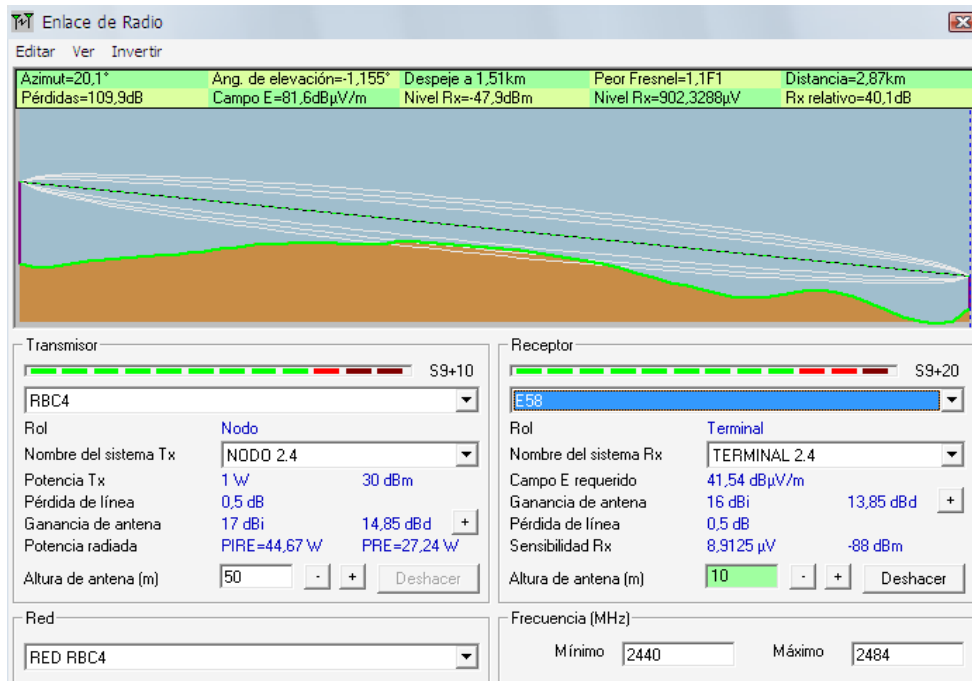 Enlace de Radio
Editar Ver Invertir
Azimut=20,1° Ang. de elevación=-1,155° Despeje a 1,51km Peor Fresnel=1,1F1 Distancia=2,87km
Pérdidas=109,9dB Campo E=81,6dBµV/m Nivel Rx=-47,9dBm Nivel Rx=902,3288µV Rx relativo=40,1dB
Transmisor Receptor
S9+10 S9+20
RBC4 E58
Rol Nodo Rol Terminal
Nombre del sistema Tx NODO 2.4 Nombre del sistema Rx TERMINAL 2.4
Potencia Tx 1 W 30 dBm Campo E requerido 41,54 dBµV/m
Pérdida de línea 0,5 dB Ganancia de antena 16 dBi 13,85 dBd +
Ganancia de antena 17 dBi 14,85 dBd + Pérdida de línea 0,5 dB
Potencia radiada PIRE=44,67 W PRE=27,24 W Sensibilidad Rx 8,9125 µV -88 dBm
Altura de antena (m) 50 - + Deshacer Altura de antena (m) 10 - + Deshacer
Red Frecuencia (MHz)
RED RBC4 Mínimo 2440 Máximo 2484